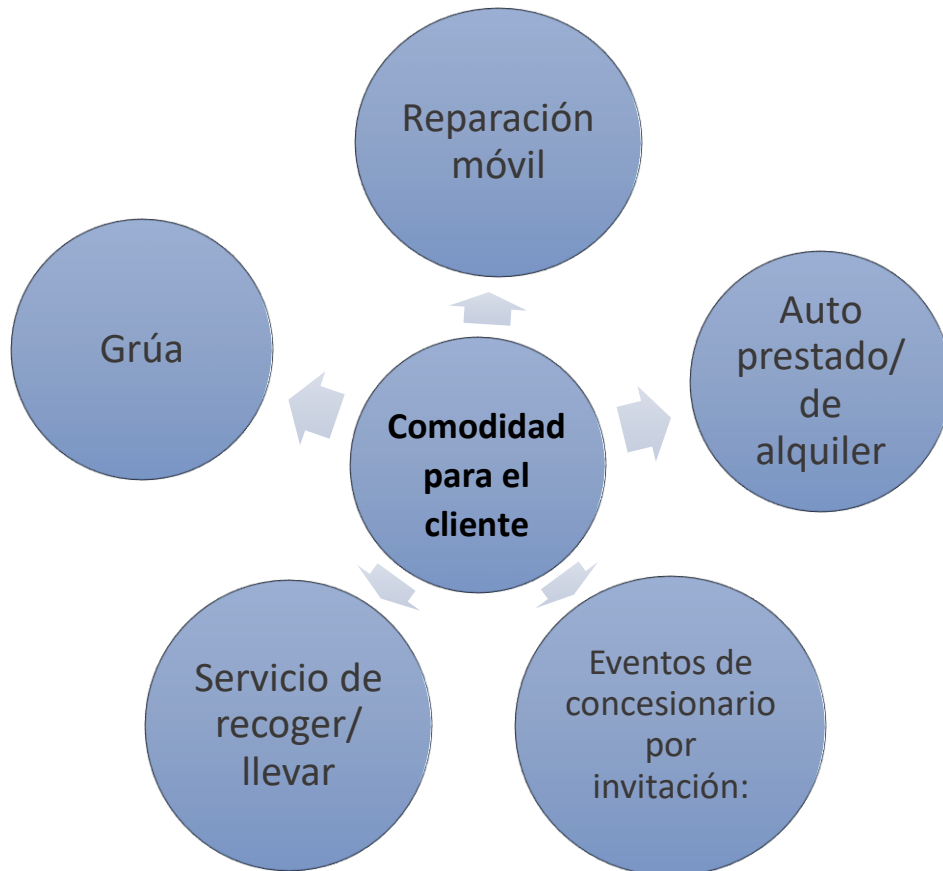 Reparación
móvil
Grúa
Auto
prestado/
de
alquiler
Comodidad
para el
cliente
Servicio de
recoger/
llevar
Eventos de
concesionario
por
invitación: